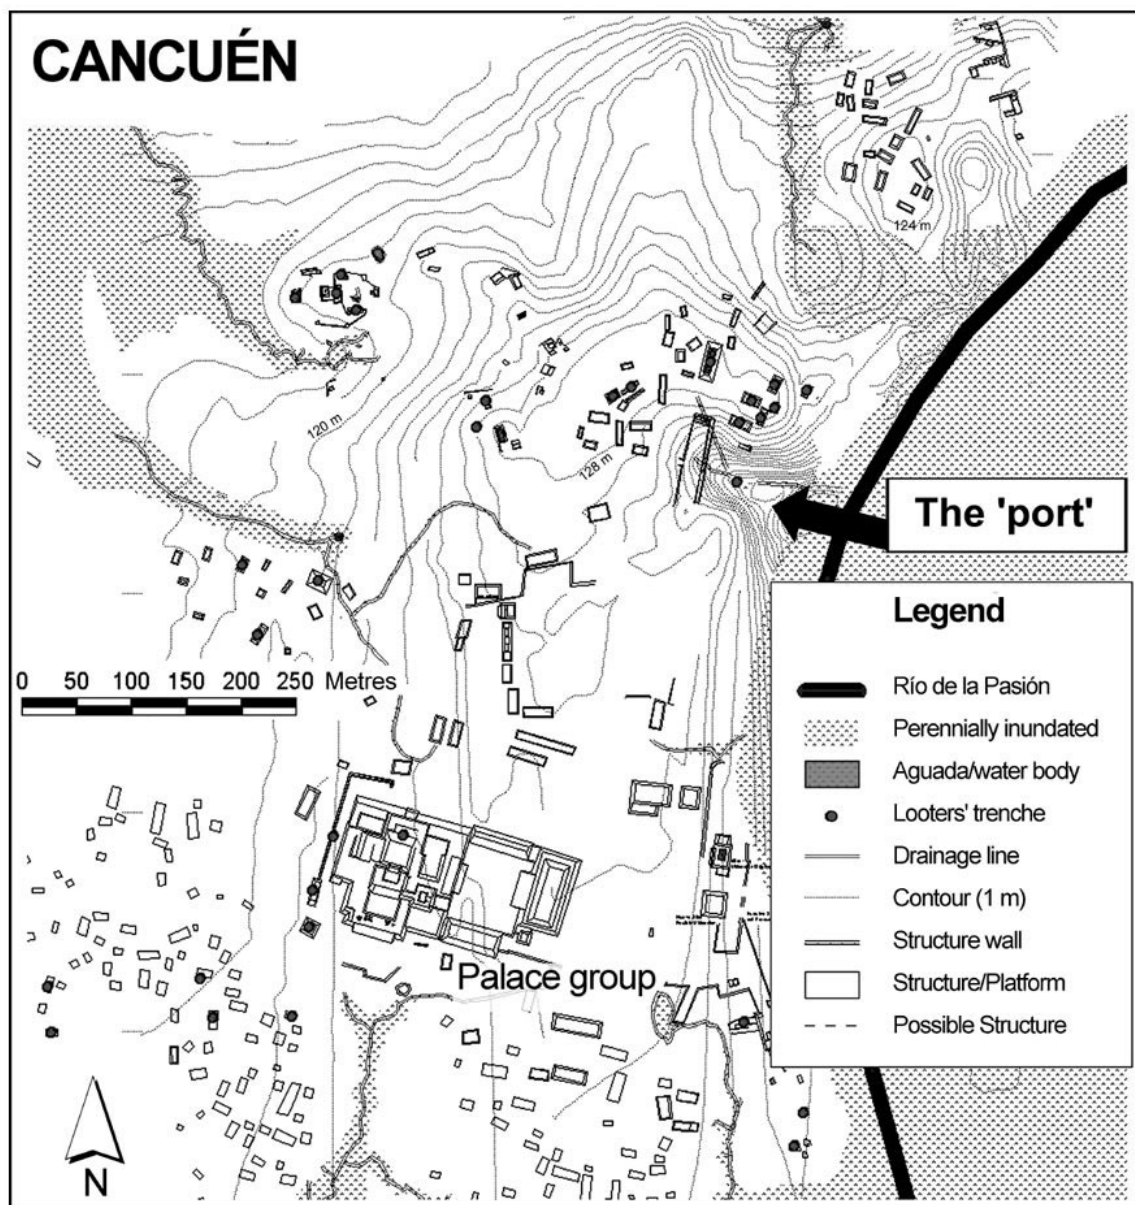 CANCUÉN
124 m
120 m
128 m
The 'port'
Legend
Río de la Pasión
Perennially inundated
Aguada/water body
Looters' trenche
Drainage line
Contour (1 m)
Structure wall
Structure/Platform
Possible Structure
0 50 100 150 200 250 Metres
Palace group
N